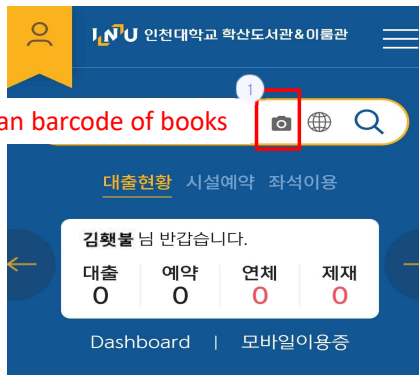 INU 인천대학교 학산도서관&이룸관
1
an barcode of books
대출현황 시설예약 좌석이용
김횃불 님 반갑습니다.
대출 예약 연체 제재
0 0 0 0
Dashboard | 모바일이용증